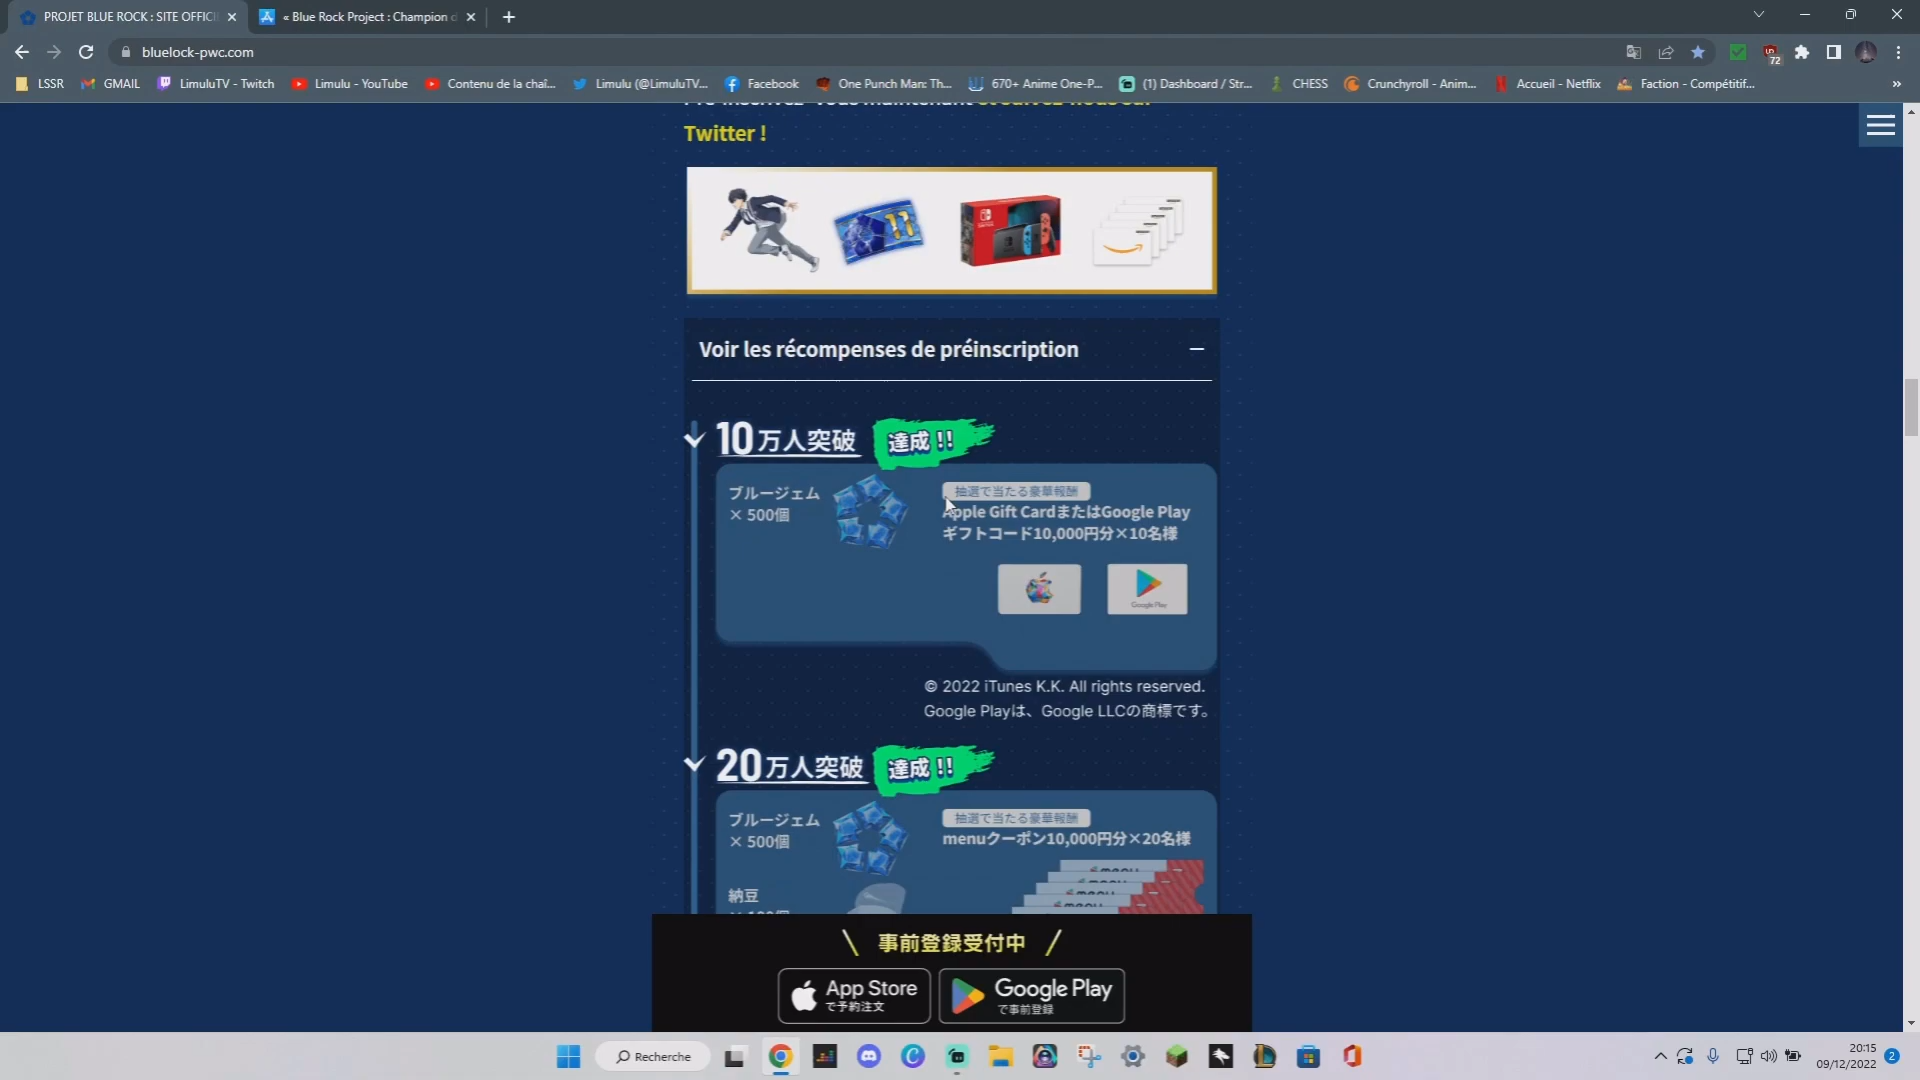 PROJET BLUE ROCK : SITE OFFICI
« Blue Rock Project : Champion d
bluelock-pwc.com
72
LSSR
GMAIL
LimuluTV - Twitch
Limulu - YouTube
Contenu de la chaî...
Limulu (@LimuluTV...
Facebook
One Punch Man: Th...
670+ Anime One-P...
(1) Dashboard / Str...
CHESS
Crunchyroll - Anim...
Accueil - Netflix
Faction - Compétitif...
»
Twitter !
11
Voir les récompenses de préinscription
10万人突破
達成!!
ブルージェム
× 500個
抽選で当たる豪華報酬
Apple Gift CardまたはGoogle Play
ギフトコード10,000円分×10名様
Google Play
© 2022 iTunes K.K. All rights reserved.
Google Playは、Google LLCの商標です。
20万人突破
達成!!
ブルージェム
× 500個
抽選で当たる豪華報酬
menuクーポン10,000円分×20名様
納豆
\ 事前登録受付中 /
App Store
で予約注文
Google Play
で事前登録
Recherche
20:15
09/12/2022
2